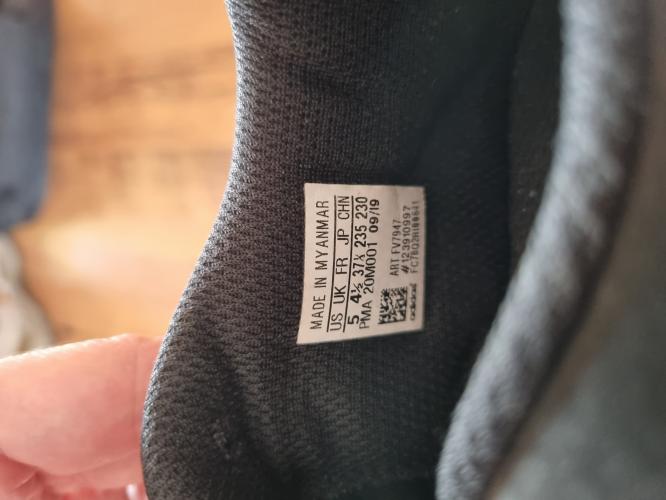 MADE IN MYANMAR
US UK FR JP CHN
5 4½ 37⅓ 235 230
PMA 20M001 09/19
ART FV7947
#123910997
adidas